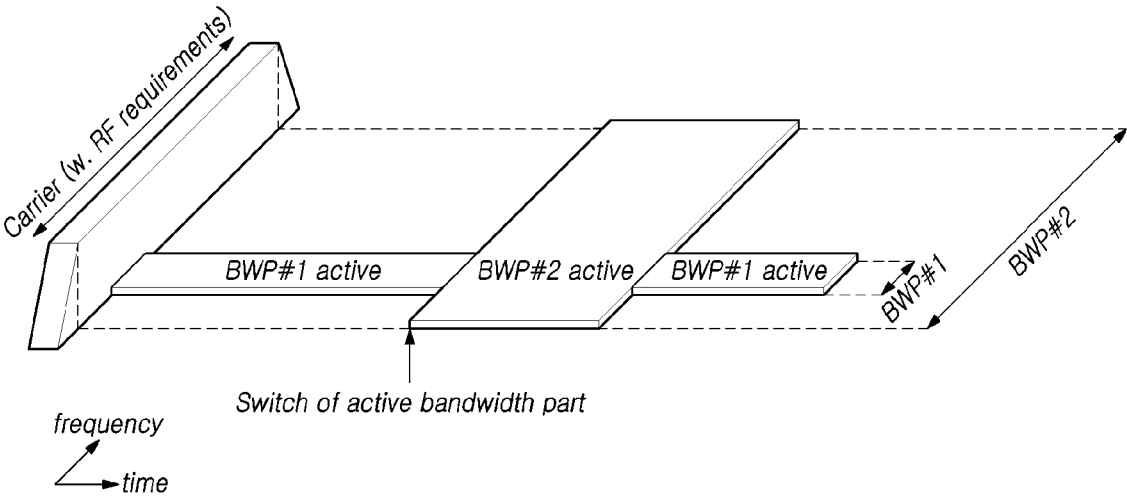 Carrier (w. RF requirements)
BWP#1 active
BWP#2 active
BWP#1 active
BWP#1
BWP#2
Switch of active bandwidth part
frequency
time